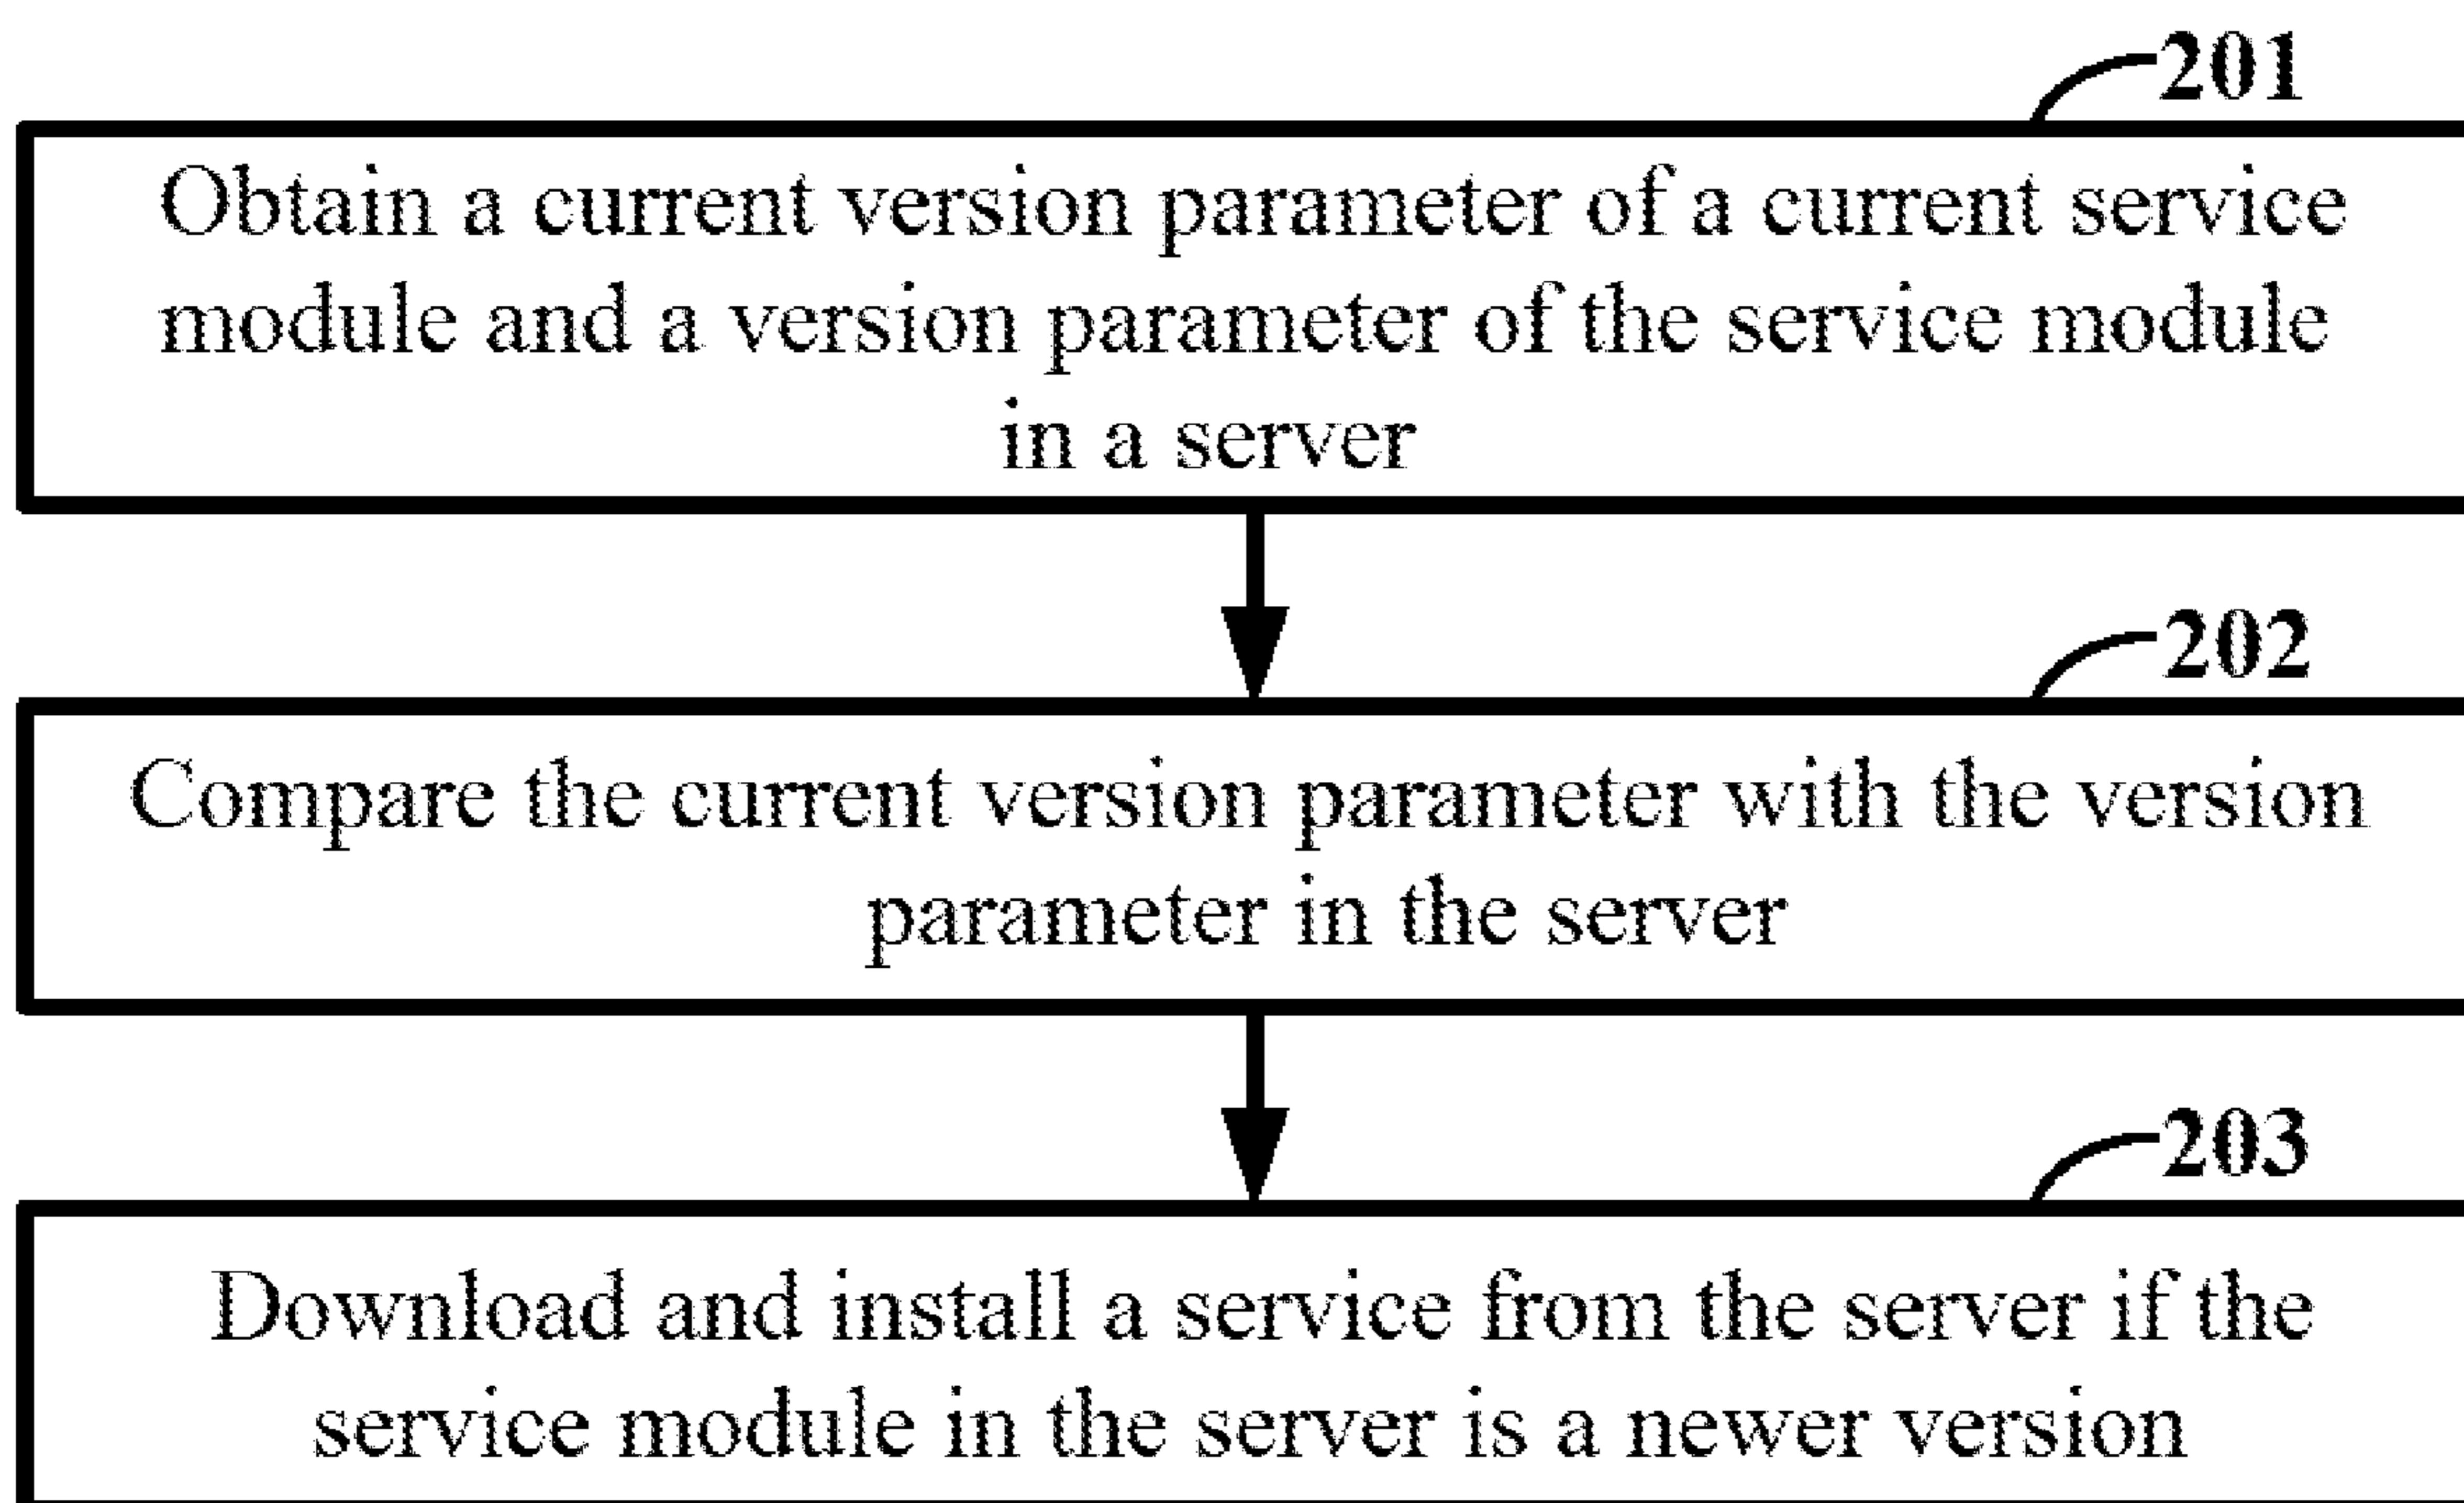 201
Obtain a current version parameter of a current service
module and a version parameter of the service module
in a server
202
Compare the current version parameter with the version
parameter in the server
203
Download and install a service from the server if the
service module in the server is a newer version